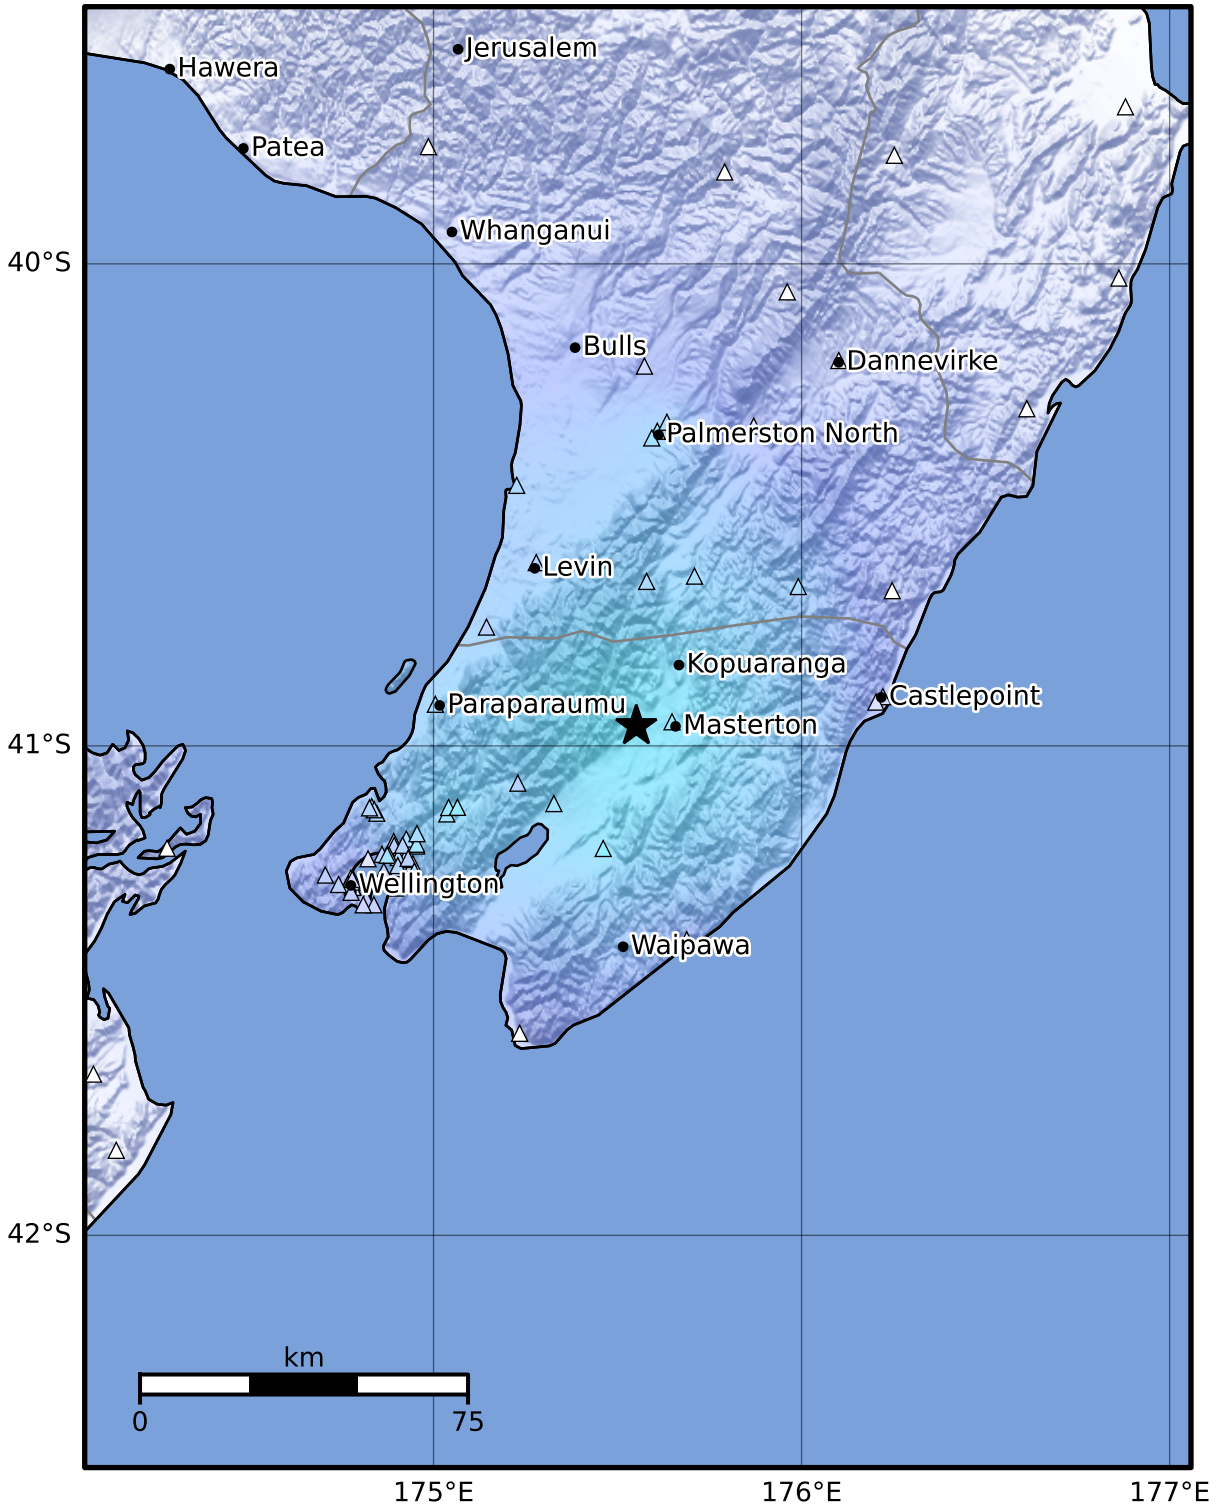 Jerusalem
Hawera
Patea
Whanganui
40°S
Bulls
Dannevirke
Palmerston North
Levin
Kopuaranga
Castlepoint
Paraparaumu
Masterton
41°S
Wellington
Waipawa
42°S
km
0 75
175°E 176°E 177°E